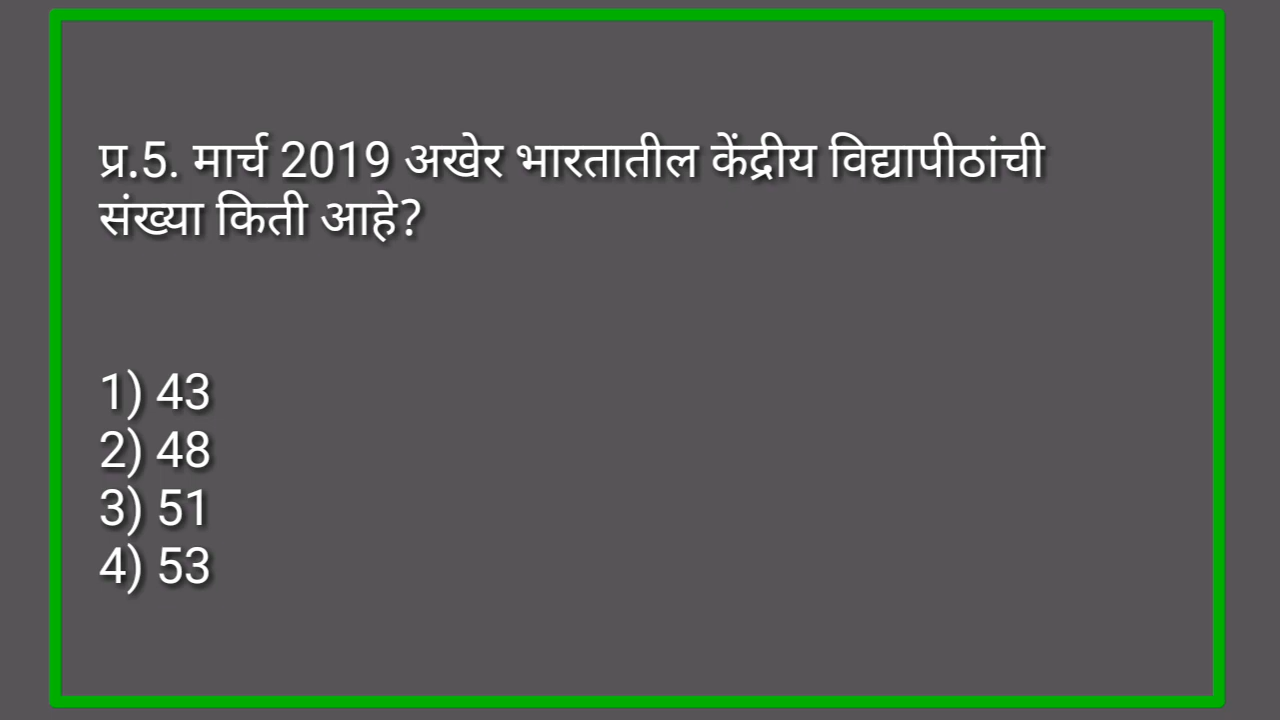 प्र.5. मार्च 2019 अखेर भारतातील केंद्रीय विद्यापीठांची
संख्या किती आहे?
1) 43
2) 48
3) 51
4) 53